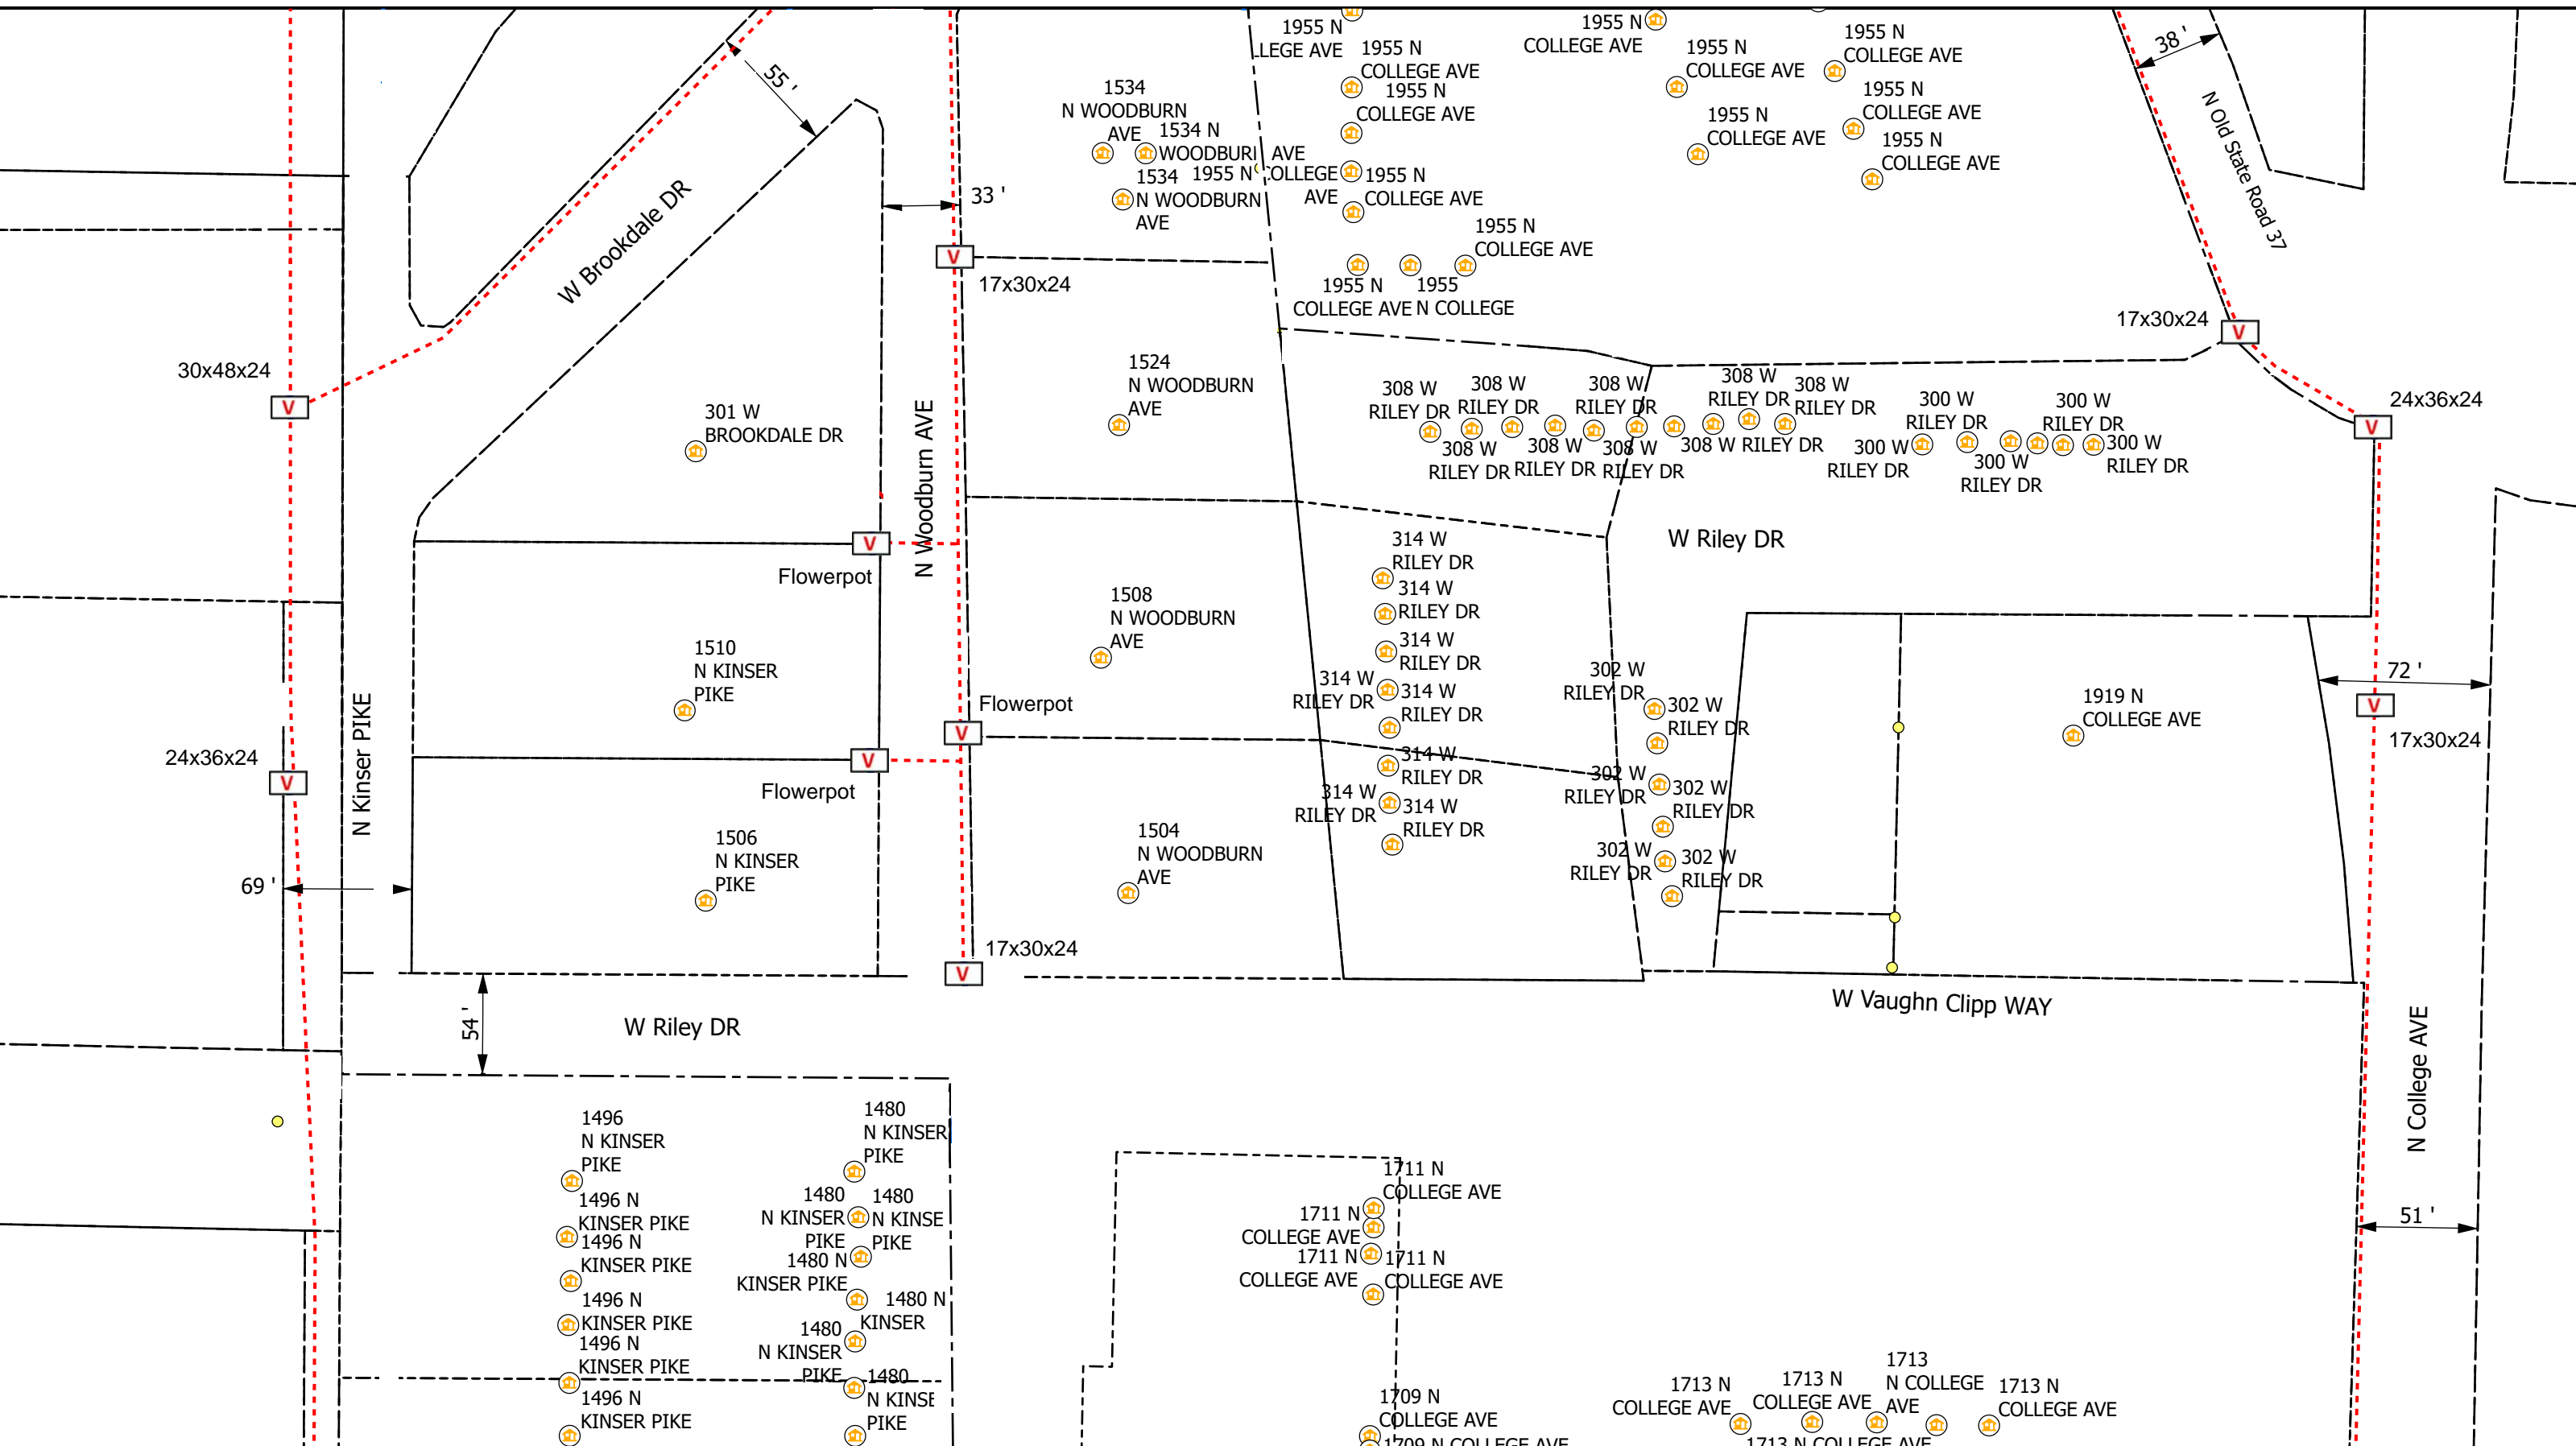 1955 N
LEGE AVE
1955 N
COLLEGE AVE
1955 N
COLLEGE AVE
1955 N
COLLEGE AVE
1955 N
COLLEGE AVE
1955 N
COLLEGE AVE
1955 N
COLLEGE AVE
1955 N
COLLEGE AVE
1955 N
COLLEGE AVE
38 '
N Old State Road 37
55 '
W Brookdale DR
33 '
1534
N WOODBURN
AVE
1534 N
WOODBURN AVE
1534
N WOODBURN
AVE
1955 N
COLLEGE
AVE
1955 N
COLLEGE AVE
1955 N
COLLEGE AVE
1955 N
COLLEGE AVE
1955
N COLLEGE
V
17x30x24
17x30x24
V
30x48x24
V
24x36x24
V
301 W
BROOKDALE DR
N Woodburn AVE
1524
N WOODBURN
AVE
308 W
RILEY DR
308 W
RILEY DR
308 W
RILEY DR
308 W
RILEY DR
308 W
RILEY DR
308 W
RILEY DR
308 W
RILEY DR
308 W
RILEY DR
308 W RILEY DR
300 W
RILEY DR
300 W
RILEY DR
300 W
RILEY DR
300 W
RILEY DR
300 W
RILEY DR
V
Flowerpot
W Riley DR
314 W
RILEY DR
314 W
RILEY DR
314 W
RILEY DR
314 W
RILEY DR
314 W
RILEY DR
314 W
RILEY DR
314 W
RILEY DR
314 W
RILEY DR
1508
N WOODBURN
AVE
1510
N KINSER
PIKE
302 W
RILEY DR
302 W
RILEY DR
302 W
RILEY DR
302 W
RILEY DR
302 W
RILEY DR
302 W
RILEY DR
1919 N
COLLEGE AVE
72 '
V
17x30x24
Flowerpot
V
V
Flowerpot
24x36x24
V
N Kinser PIKE
69 '
1506
N KINSER
PIKE
1504
N WOODBURN
AVE
17x30x24
V
54 '
W Riley DR
W Vaughn Clipp WAY
N College AVE
51 '
1496
N KINSER
PIKE
1496 N
KINSER PIKE
1496 N
KINSER PIKE
1496 N
KINSER PIKE
1496 N
KINSER PIKE
1496 N
KINSER PIKE
1480
N KINSER
PIKE
1480
N KINSER
PIKE
1480
N KINSE
PIKE
1480 N
KINSER PIKE
1480 N
KINSER
1480
N KINSER
PIKE
1480
N KINSE
PIKE
1711 N
COLLEGE AVE
1711 N
COLLEGE AVE
1711 N
COLLEGE AVE
1711 N
COLLEGE AVE
1709 N
COLLEGE AVE
1709 N COLLEGE AVE
1713 N
COLLEGE AVE
1713 N
COLLEGE AVE
1713
N COLLEGE
AVE
1713 N
COLLEGE AVE
1713 N COLLEGE AVE